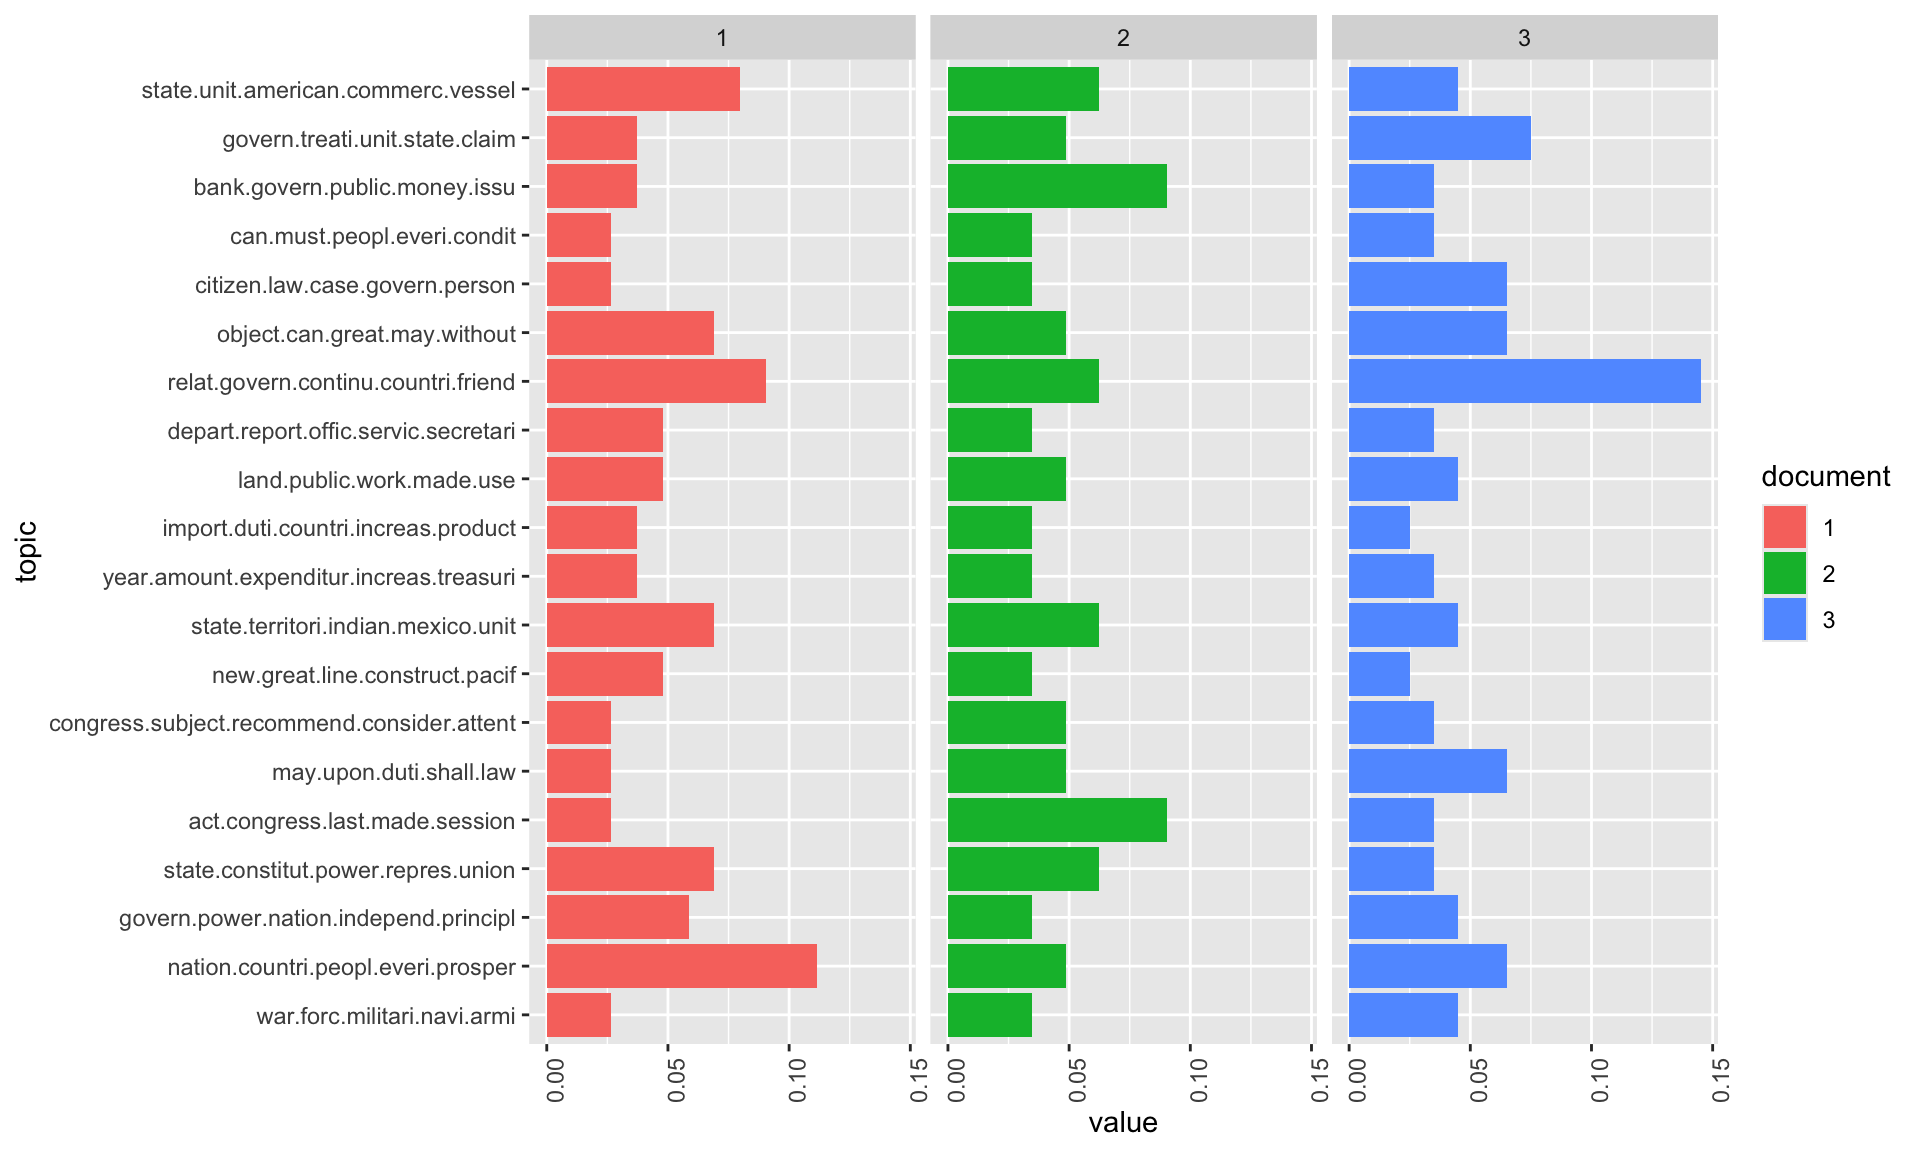 1
2
3
topic
state.unit.american.commerc.vessel
govern.treati.unit.state.claim
bank.govern.public.money.issu
can.must.peopl.everi.condit
citizen.law.case.govern.person
object.can.great.may.without
relat.govern.continu.countri.friend
depart.report.offic.servic.secretari
land.public.work.made.use
import.duti.countri.increas.product
year.amount.expenditur.increas.treasuri
state.territori.indian.mexico.unit
new.great.line.construct.pacif
congress.subject.recommend.consider.attent
may.upon.duti.shall.law
act.congress.last.made.session
state.constitut.power.repres.union
govern.power.nation.independ.principl
nation.countri.peopl.everi.prosper
war.forc.militari.navi.armi
0.00 0.05 0.10 0.15
0.00 0.05 0.10 0.15
0.00 0.05 0.10 0.15
value
document
1
2
3